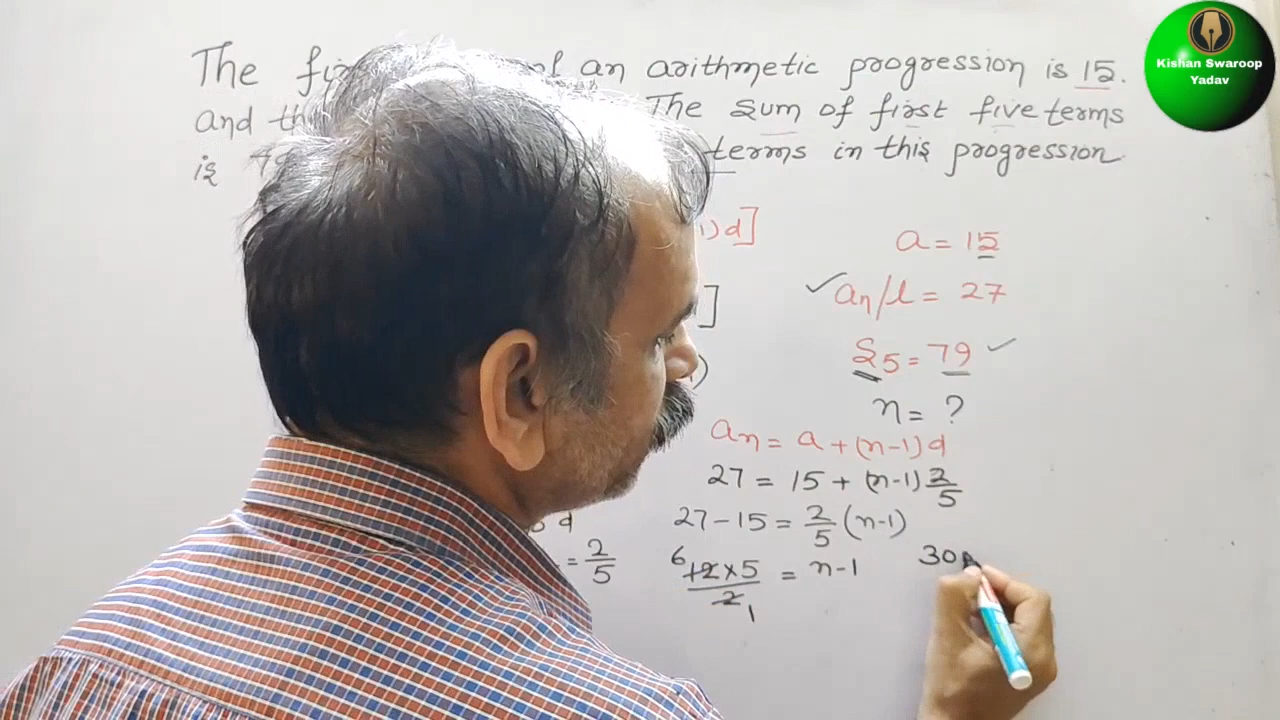 The of an arithmetic progression is 15.
and The sum of first five terms
is terms in this progression.
1) d]
a = 15
✓ an/l = 27
]
S5 = 79 ✓
)
n = ?
an = a + (n-1) d
27 = 15 + (n-1) 2/5
27 - 15 = 2/5 (n-1)
d
= 2/5
6 12 × 5 / 2 1 = n-1
30
Kishan Swaroop
Yadav